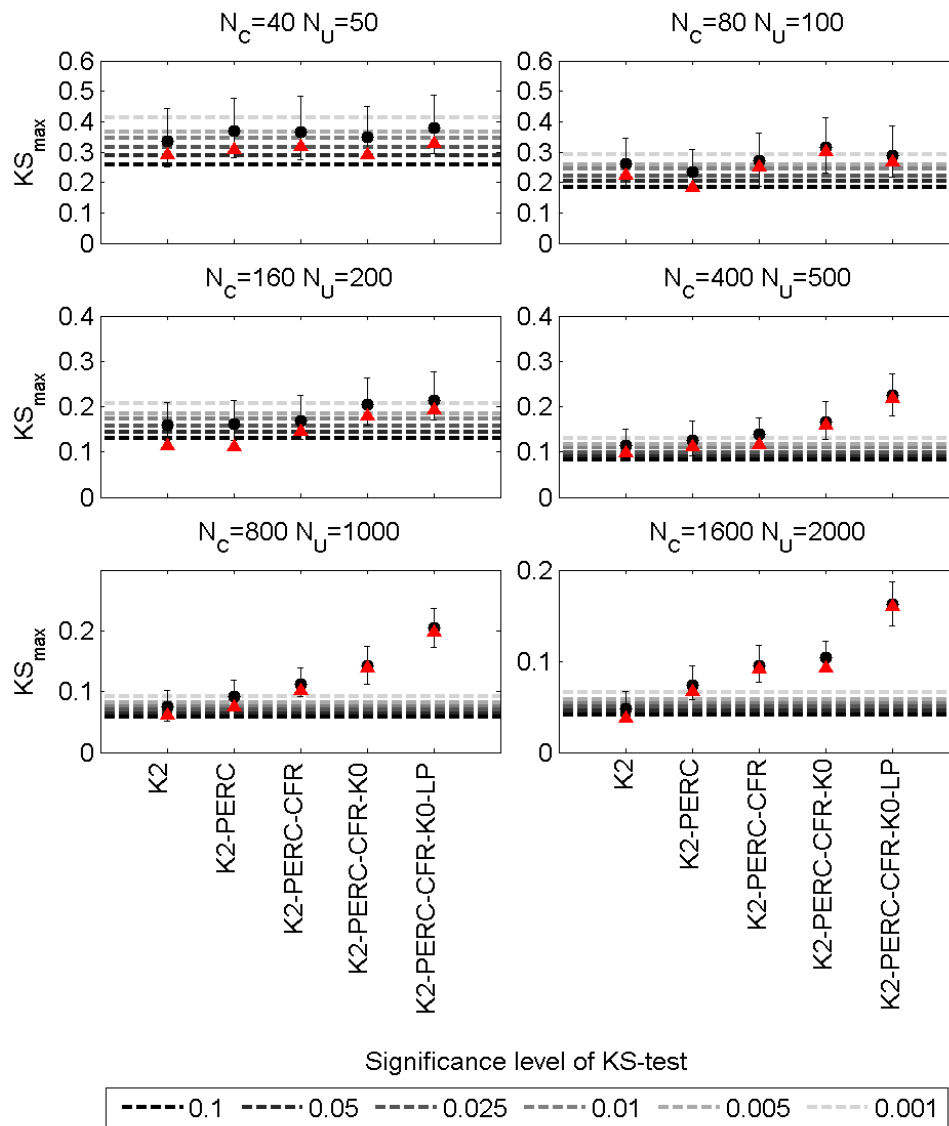 N_C=40 N_U=50
N_C=80 N_U=100
KS_max
0.6
0.5
0.4
0.3
0.2
0.1
0
0.6
0.5
0.4
0.3
0.2
0.1
0
N_C=160 N_U=200
N_C=400 N_U=500
KS_max
0.4
0.3
0.2
0.1
0
0.4
0.3
0.2
0.1
0
N_C=800 N_U=1000
N_C=1600 N_U=2000
KS_max
0.2
0.1
0
0.2
0.1
0
K2
K2-PERC
K2-PERC-CFR
K2-PERC-CFR-K0
K2-PERC-CFR-K0-LP
K2
K2-PERC
K2-PERC-CFR
K2-PERC-CFR-K0
K2-PERC-CFR-K0-LP
Significance level of KS-test
0.1 0.05 0.025 0.01 0.005 0.001